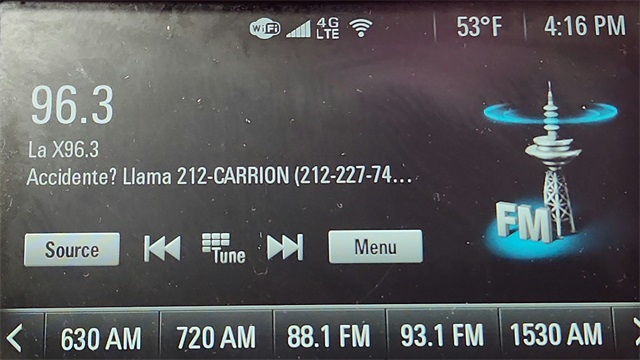 WiFi 4G LTE 53°F 4:16 PM
96.3
La X96.3
Accidente? Llama 212-CARRION (212-227-74...
Source Tune Menu
FM
630 AM 720 AM 88.1 FM 93.1 FM 1530 AM